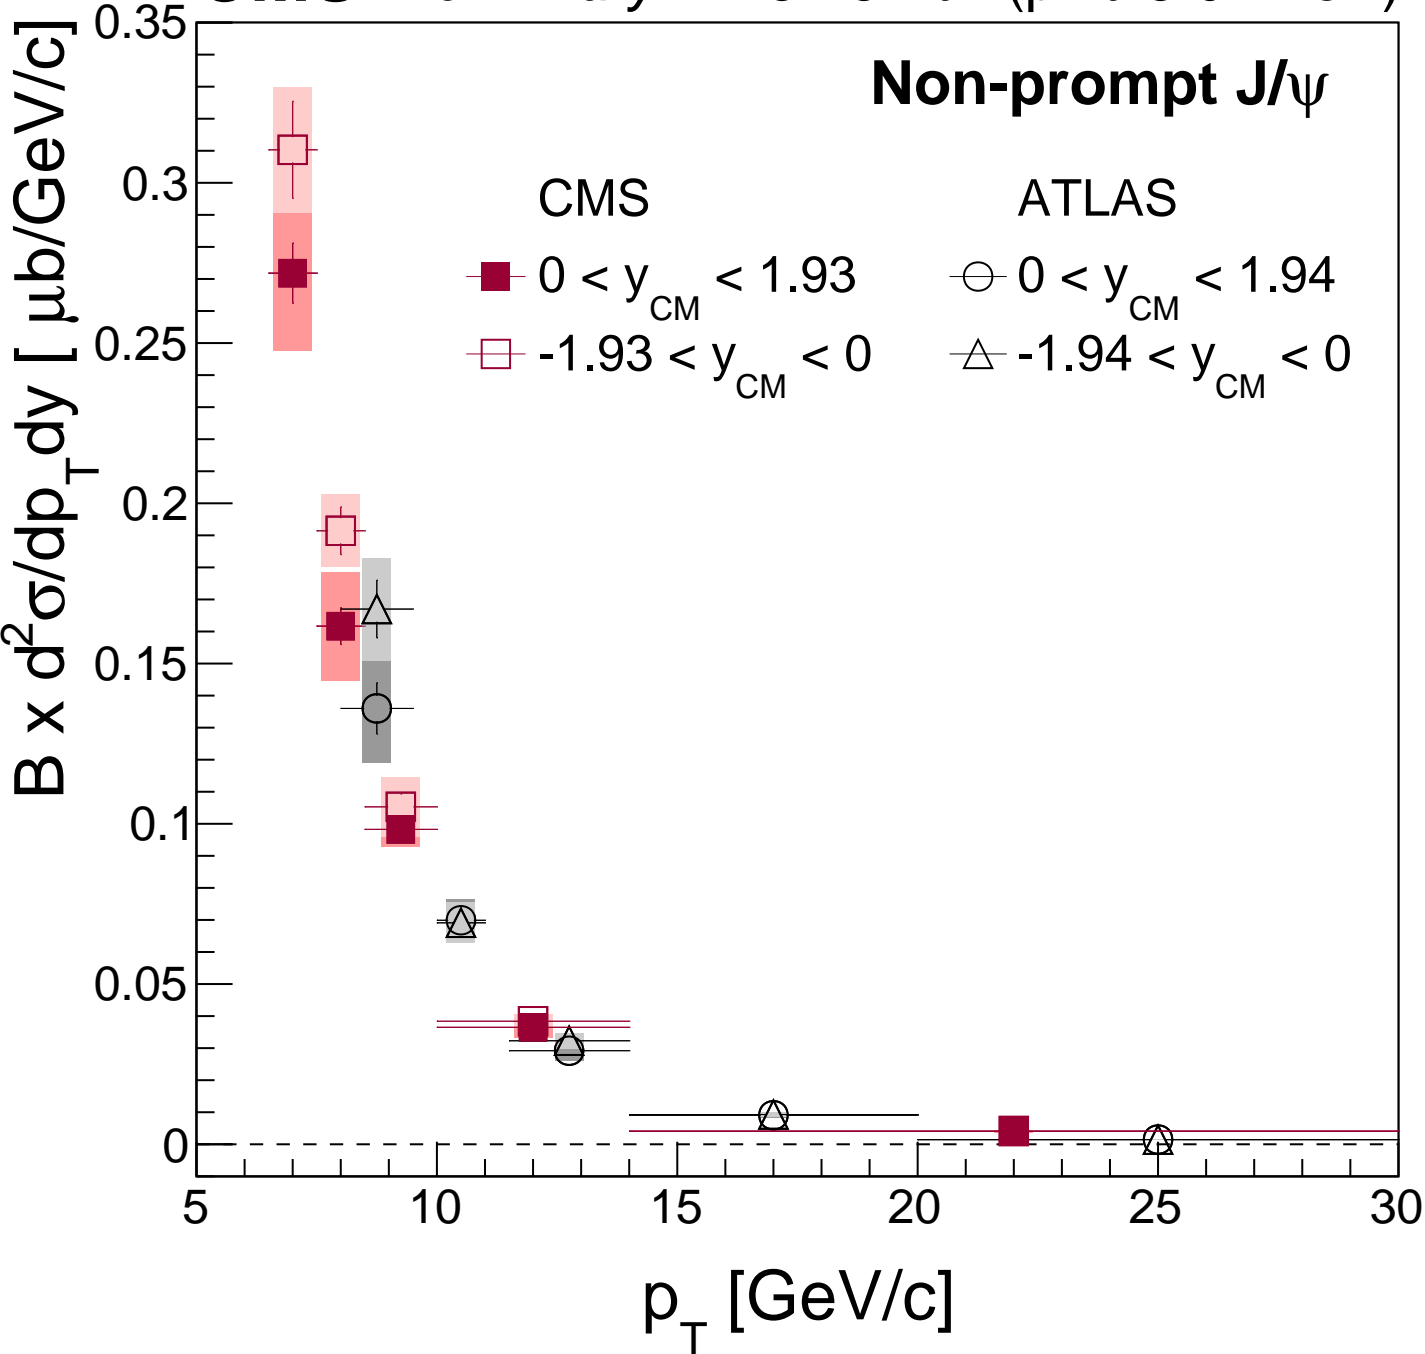 Non-prompt J/ψ
CMS ATLAS
0 < y_CM < 1.93 0 < y_CM < 1.94
-1.93 < y_CM < 0 -1.94 < y_CM < 0
B x d²σ/dp_T dy [ μb/GeV/c]
0.35
0.3
0.25
0.2
0.15
0.1
0.05
0
5 10 15 20 25 30
p_T [GeV/c]